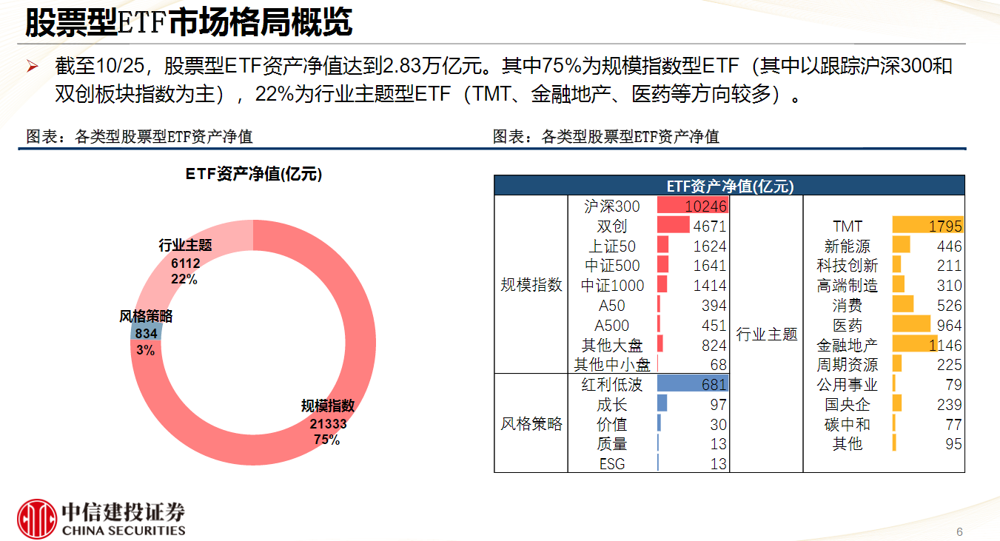 股票型ETF市场格局概览
截至10/25，股票型ETF资产净值达到2.83万亿元。其中75%为规模指数型ETF（其中以跟踪沪深300和
双创板块指数为主），22%为行业主题型ETF（TMT、金融地产、医药等方向较多）。
图表：各类型股票型ETF资产净值
ETF资产净值(亿元)
行业主题
6112
22%
风格策略
834
3%
规模指数
21333
75%
图表：各类型股票型ETF资产净值
ETF资产净值(亿元)
规模指数
沪深300 10246
双创 4671
上证50 1624
中证500 1641
中证1000 1414
A50 394
A500 451
其他大盘 824
其他中小盘 68
风格策略
红利低波 681
成长 97
价值 30
质量 13
ESG 13
行业主题
TMT 1795
新能源 446
科技创新 211
高端制造 310
消费 526
医药 964
金融地产 1146
周期资源 225
公用事业 79
国央企 239
碳中和 77
其他 95
中信建投证券
CHINA SECURITIES
6